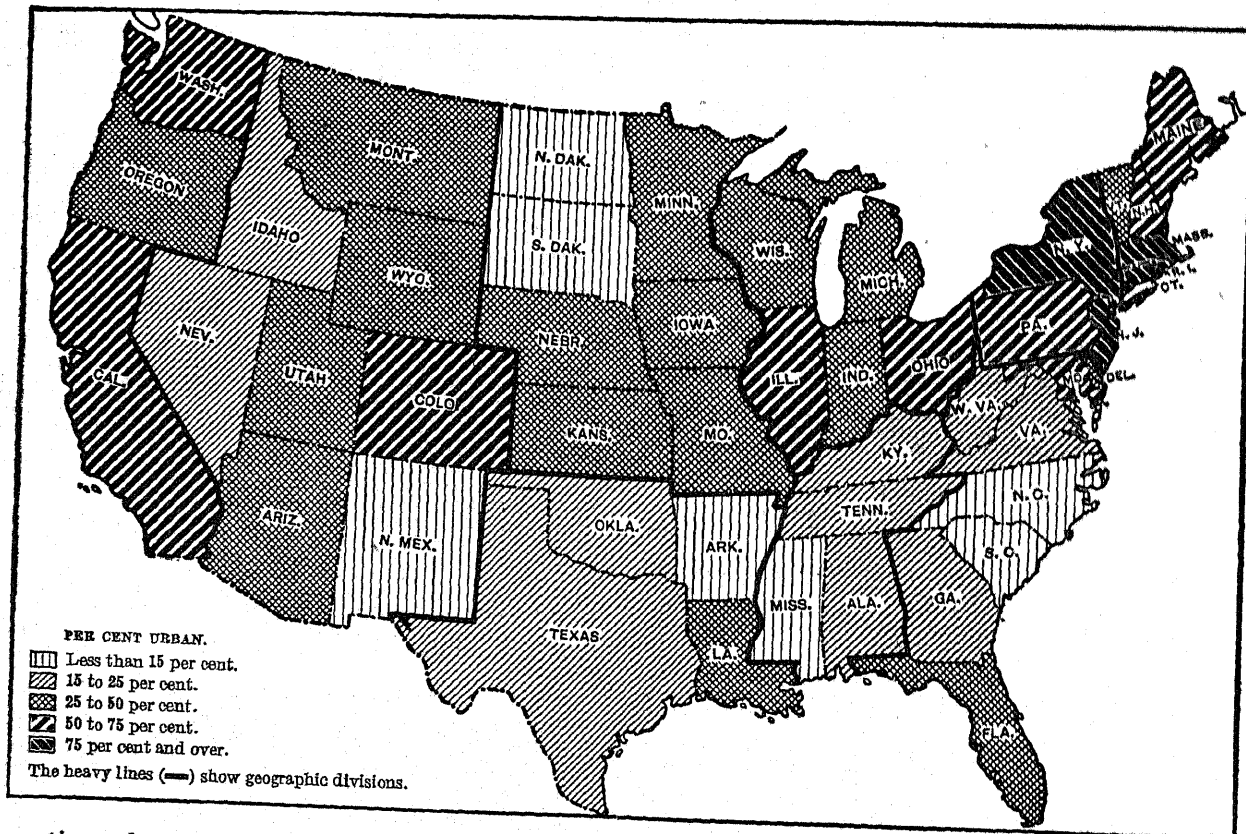 WASH.
MONT.
N. DAK.
MINN.
MAINE
OREGON
IDAHO
S. DAK.
WIS.
MICH.
N.H.
MASS.
N. Y.
R. I.
CT.
WYO.
NEV.
NEBR.
IOWA
PA.
N. J.
UTAH
CAL.
COLO.
ILL.
IND.
OHIO
MD.
DEL.
KANS.
MO.
W. VA.
VA.
KY.
ARIZ.
N. MEX.
OKLA.
ARK.
TENN.
N. C.
S. C.
MISS.
ALA.
GA.
TEXAS
LA.
FLA.
PER CENT URBAN.
Less than 15 per cent.
15 to 25 per cent.
25 to 50 per cent.
50 to 75 per cent.
75 per cent and over.
The heavy lines (━) show geographic divisions.